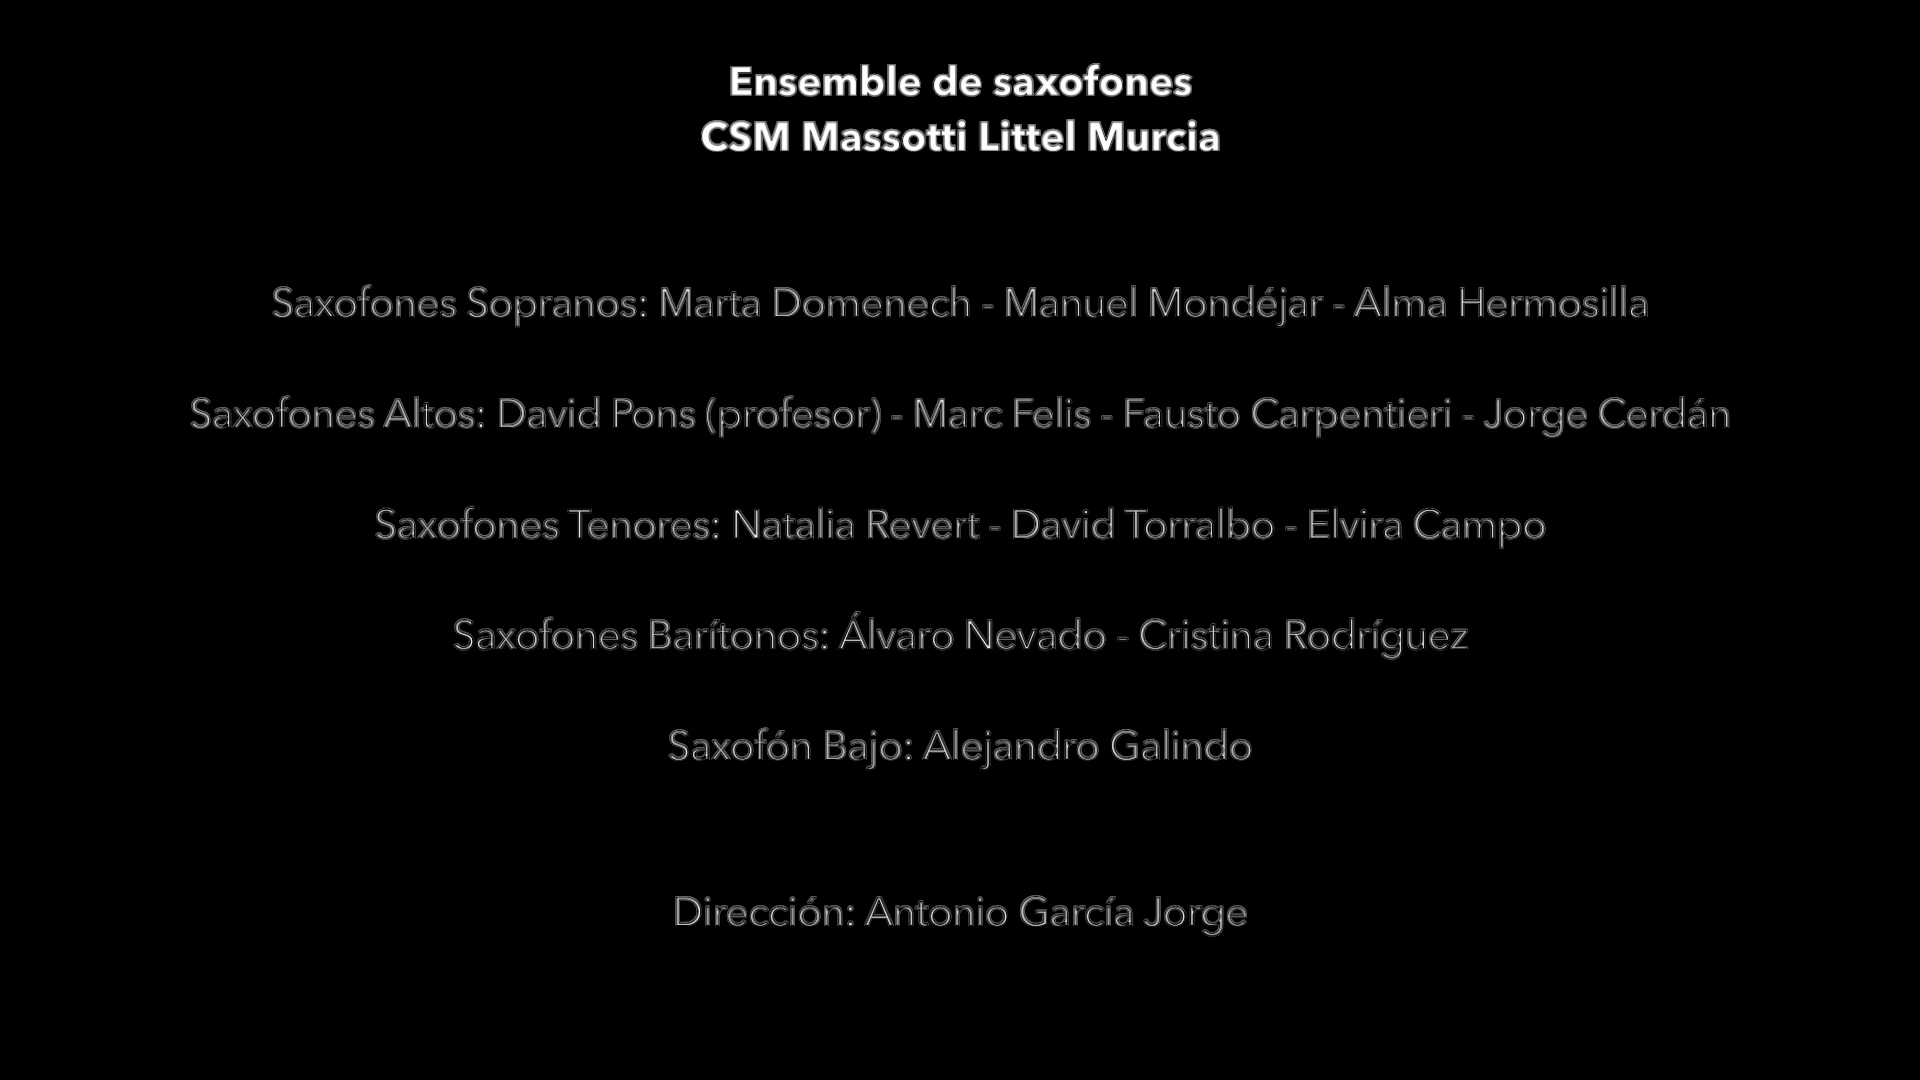 Ensemble de saxofones
CSM Massotti Littel Murcia
Saxofones Sopranos: Marta Domenech - Manuel Mondéjar - Alma Hermosilla
Saxofones Altos: David Pons (profesor) - Marc Felis - Fausto Carpentieri - Jorge Cerdán
Saxofones Tenores: Natalia Revert - David Torralbo - Elvira Campo
Saxofones Barítonos: Álvaro Nevado - Cristina Rodríguez
Saxofón Bajo: Alejandro Galindo
Dirección: Antonio García Jorge